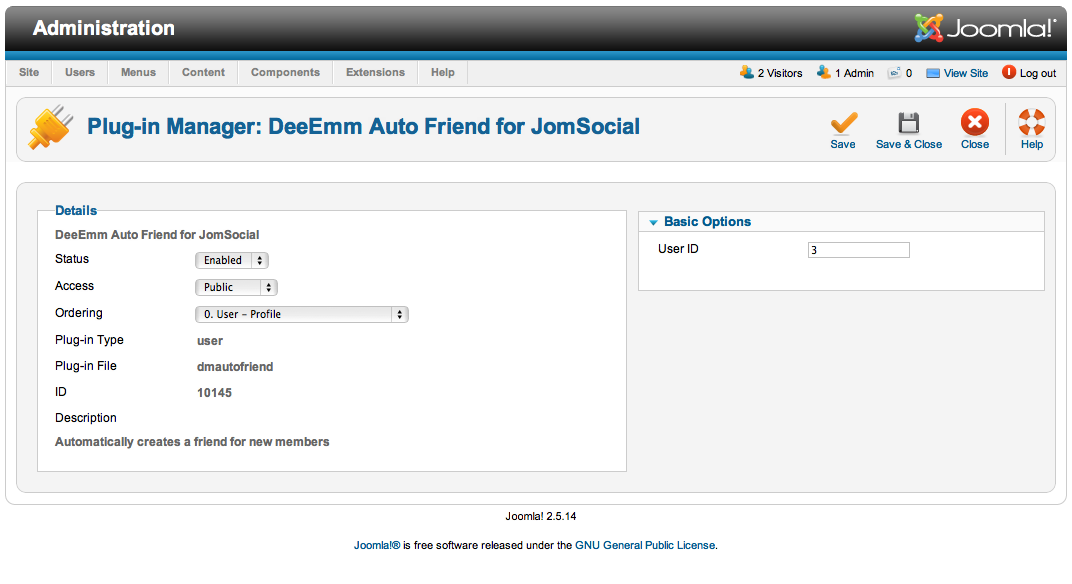 Administration
Joomla!®
Site Users Menus Content Components Extensions Help 2 Visitors 1 Admin 0 View Site Log out
Plug-in Manager: DeeEmm Auto Friend for JomSocial
Save Save & Close Close Help
Details
DeeEmm Auto Friend for JomSocial
Status Enabled
Access Public
Ordering 0. User - Profile
Plug-in Type user
Plug-in File dmautofriend
ID 10145
Description
Automatically creates a friend for new members
Basic Options
User ID 3
Joomla! 2.5.14
Joomla!® is free software released under the GNU General Public License.